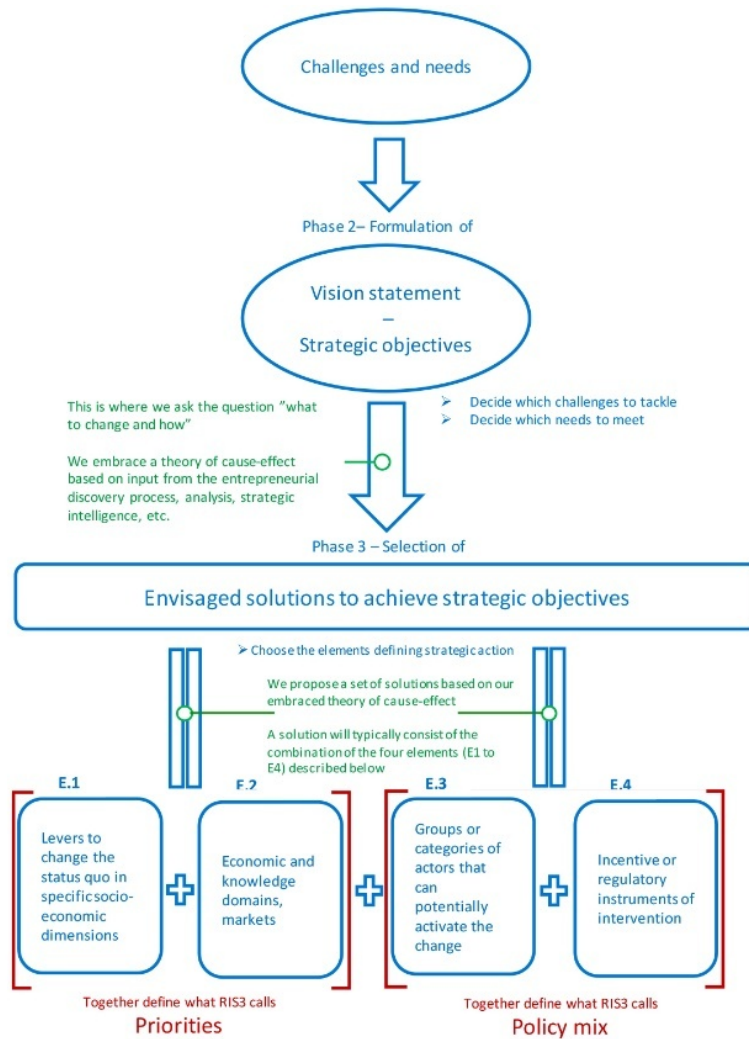 Challenges and needs
Phase 2– Formulation of
Vision statement
–
Strategic objectives
This is where we ask the question ”what
to change and how”
We embrace a theory of cause-effect
based on input from the entrepreneurial
discovery process, analysis, strategic
intelligence, etc.
➢ Decide which challenges to tackle
➢ Decide which needs to meet
Phase 3 – Selection of
Envisaged solutions to achieve strategic objectives
➢ Choose the elements defining strategic action
We propose a set of solutions based on our
embraced theory of cause-effect
A solution will typically consist of the
combination of the four elements (E1 to
E4) described below
E.1
Levers to
change the
status quo in
specific socio-
economic
dimensions
E.2
Economic and
knowledge
domains,
markets
E.3
Groups or
categories of
actors that
can
potentially
activate the
change
E.4
Incentive or
regulatory
instruments of
intervention
Together define what RIS3 calls
Priorities
Together define what RIS3 calls
Policy mix